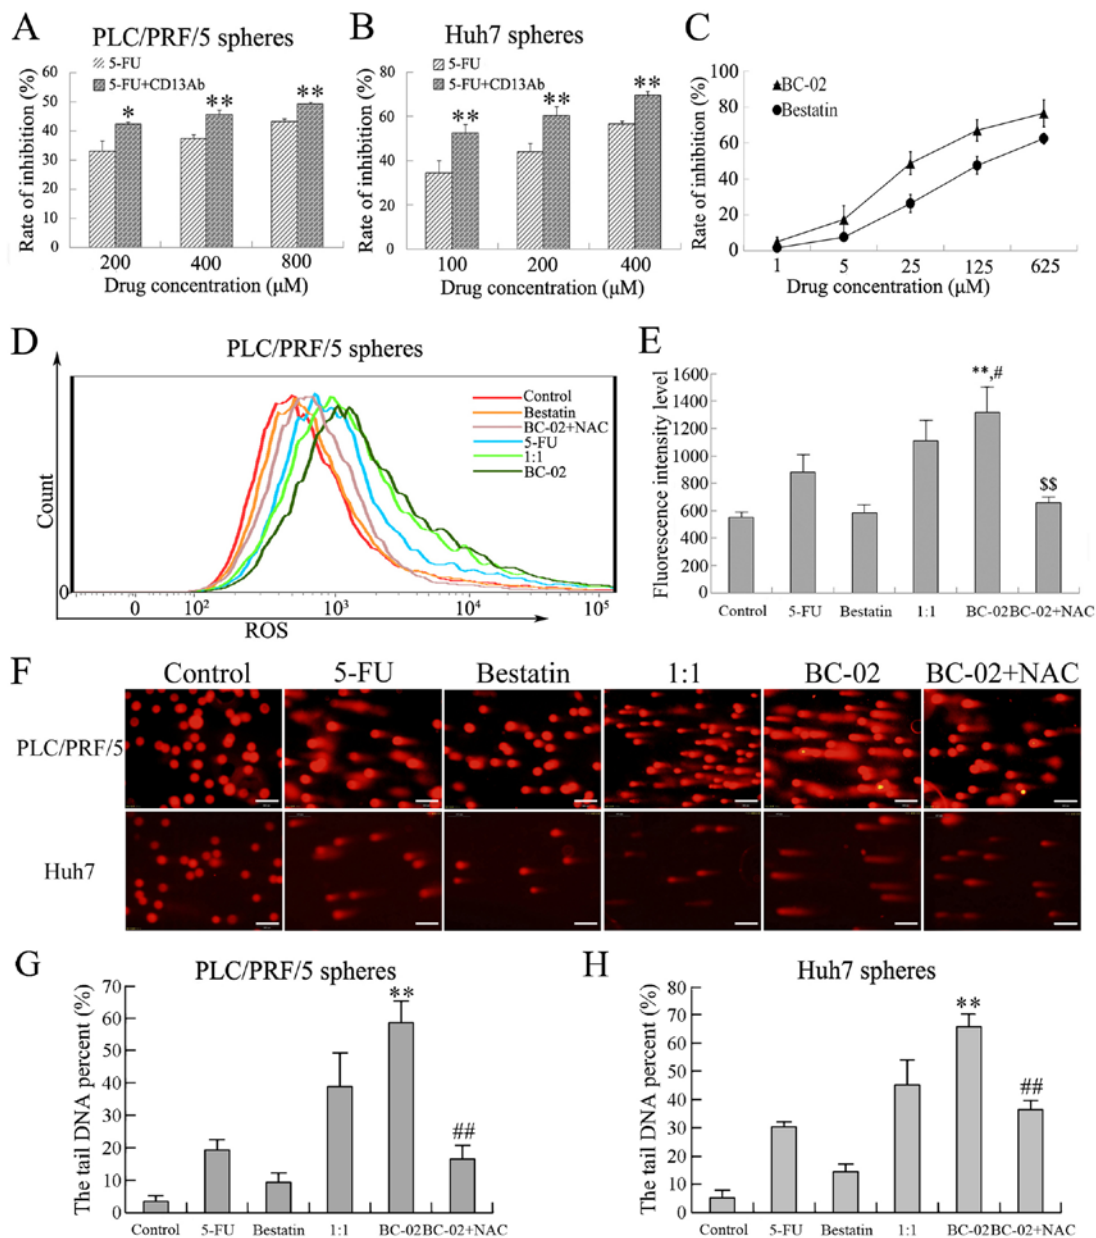 A
PLC/PRF/5 spheres
5-FU
5-FU+CD13Ab
Rate of inhibition (%)
60
50
40
30
20
10
0
*
**
**
200
400
800
Drug concentration (μM)
B
Huh7 spheres
5-FU
5-FU+CD13Ab
Rate of inhibition (%)
80
60
40
20
0
**
**
**
100
200
400
Drug concentration (μM)
C
BC-02
Bestatin
Rate of inhibition (%)
100
80
60
40
20
0
1
5
25
125
625
Drug concentration (μM)
D
PLC/PRF/5 spheres
Control
Bestatin
BC-02+NAC
5-FU
1:1
BC-02
Count
0
0
10²
10³
10⁴
10⁵
ROS
E
Fluorescence intensity level
1600
1400
1200
1000
800
600
400
200
0
**,#
$$
Control
5-FU
Bestatin
1:1
BC-02
BC-02+NAC
F
Control
5-FU
Bestatin
1:1
BC-02
BC-02+NAC
PLC/PRF/5
Huh7
G
PLC/PRF/5 spheres
The tail DNA percent (%)
70
60
50
40
30
20
10
0
**
##
Control
5-FU
Bestatin
1:1
BC-02
BC-02+NAC
H
Huh7 spheres
The tail DNA percent (%)
80
70
60
50
40
30
20
10
0
**
##
Control
5-FU
Bestatin
1:1
BC-02
BC-02+NAC